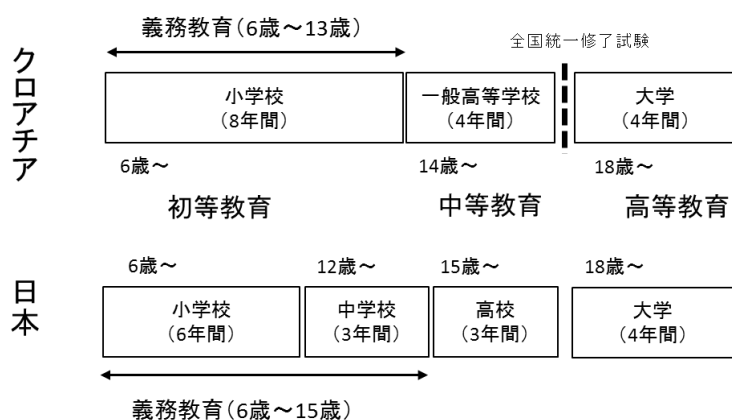 義務教育(6歳～13歳)
全国統一修了試験
クロアチア
小学校
(8年間)
一般高等学校
(4年間)
大学
(4年間)
6歳～
14歳～
18歳～
初等教育
中等教育
高等教育
日本
6歳～
12歳～
15歳～
18歳～
小学校
(6年間)
中学校
(3年間)
高校
(3年間)
大学
(4年間)
義務教育(6歳～15歳)